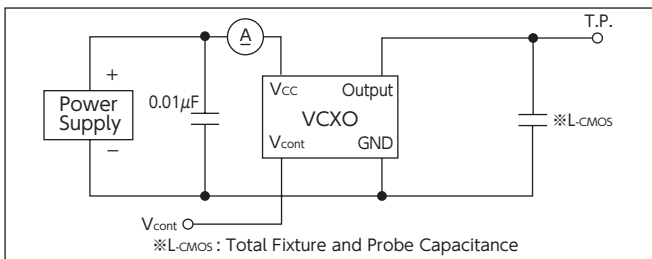 T.P.
A
+
Power
Supply
−
0.01μF
Vcc
Output
VCXO
Vcont
GND
※L-CMOS
Vcont
※L-CMOS : Total Fixture and Probe Capacitance